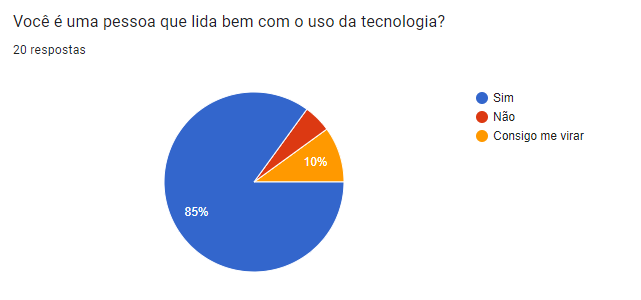 Você é uma pessoa que lida bem com o uso da tecnologia?
20 respostas
Sim
Não
Consigo me virar
10%
85%